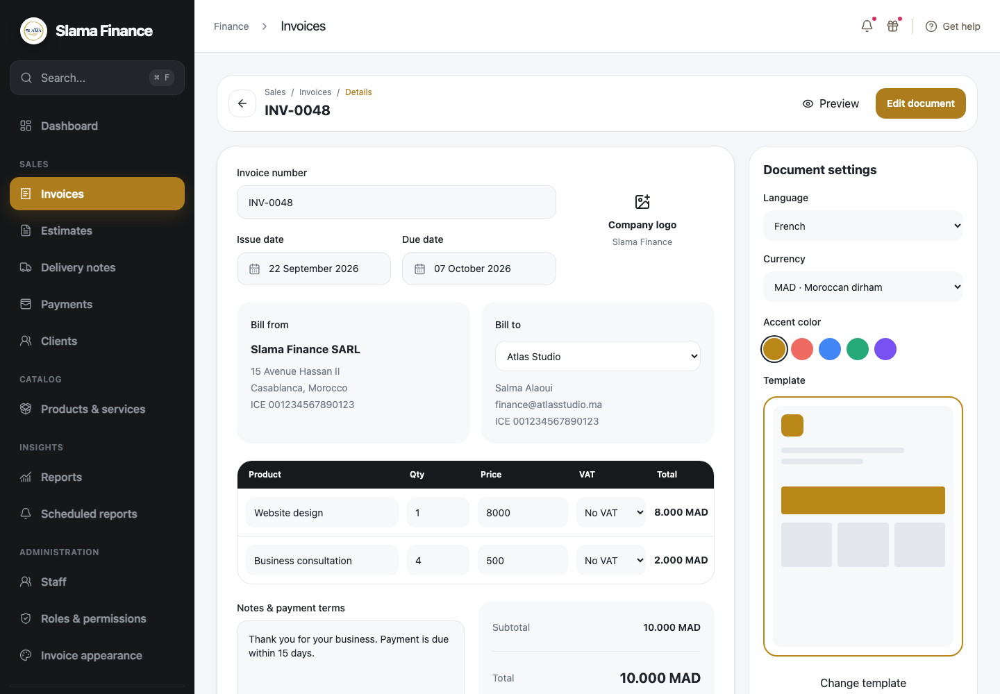 SLAMA
Slama Finance
Search...
⌘ F
Dashboard
SALES
Invoices
Estimates
Delivery notes
Payments
Clients
CATALOG
Products & services
INSIGHTS
Reports
Scheduled reports
ADMINISTRATION
Staff
Roles & permissions
Invoice appearance
Finance > Invoices
Get help
Sales / Invoices / Details
INV-0048
Preview
Edit document
Invoice number
INV-0048
Issue date
22 September 2026
Due date
07 October 2026
Company logo
Slama Finance
Bill from
Slama Finance SARL
15 Avenue Hassan II
Casablanca, Morocco
ICE 001234567890123
Bill to
Atlas Studio
Salma Alaoui
finance@atlasstudio.ma
ICE 001234567890123
Product Qty Price VAT Total
Website design 1 8000 No VAT 8.000 MAD
Business consultation 4 500 No VAT 2.000 MAD
Notes & payment terms
Thank you for your business. Payment is due
within 15 days.
Subtotal 10.000 MAD
Total 10.000 MAD
Document settings
Language
French
Currency
MAD · Moroccan dirham
Accent color
Template
Change template